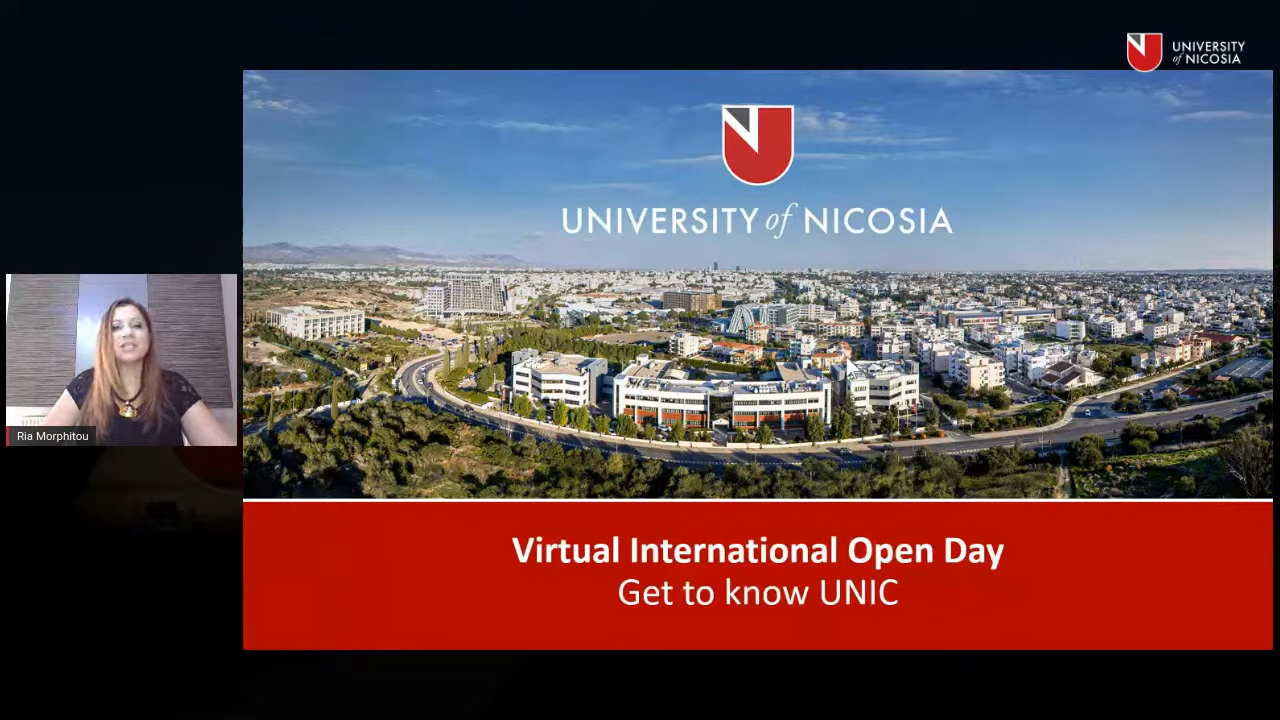 UNIVERSITY
of NICOSIA
UNIVERSITY of NICOSIA
Ria Morphitou
Virtual International Open Day
Get to know UNIC